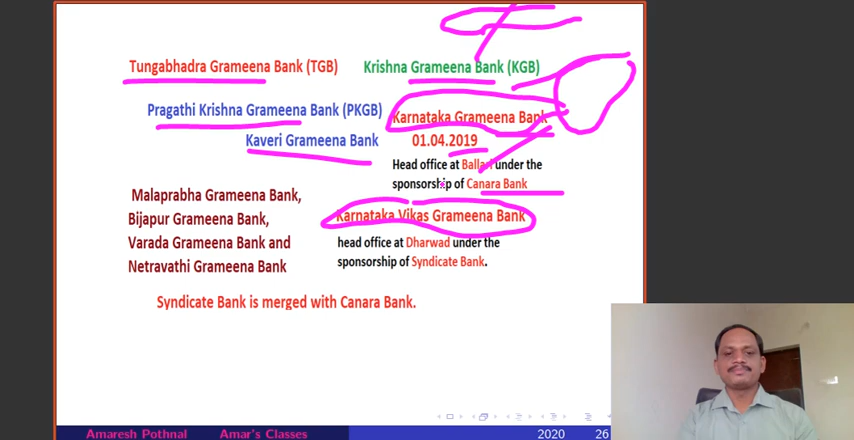 Tungabhadra Grameena Bank (TGB)
Krishna Grameena Bank (KGB)
Pragathi Krishna Grameena Bank (PKGB)
Karnataka Grameena Bank
Kaveri Grameena Bank
01.04.2019
Head office at Ballari under the
sponsorship of Canara Bank
Malaprabha Grameena Bank,
Bijapur Grameena Bank,
Varada Grameena Bank and
Netravathi Grameena Bank
Karnataka Vikas Grameena Bank
head office at Dharwad under the
sponsorship of Syndicate Bank.
Syndicate Bank is merged with Canara Bank.
Amaresh Pothnal Amar's Classes 2020 26